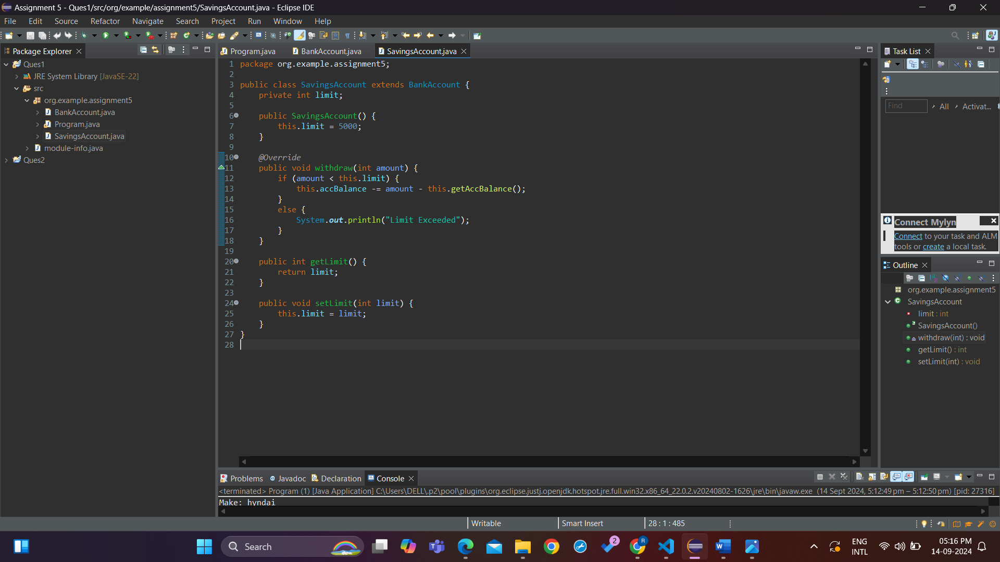 Assignment 5 - Ques1/src/org/example/assignment5/SavingsAccount.java - Eclipse IDE
File Edit Source Refactor Navigate Search Project Run Window Help
Package Explorer
Ques1
JRE System Library [JavaSE-22]
src
org.example.assignment5
BankAccount.java
Program.java
SavingsAccount.java
module-info.java
Ques2
Program.java BankAccount.java SavingsAccount.java
1 package org.example.assignment5;
2
3 public class SavingsAccount extends BankAccount {
4 private int limit;
5
6 public SavingsAccount() {
7 this.limit = 5000;
8 }
9
10 @Override
11 public void withdraw(int amount) {
12 if (amount < this.limit) {
13 this.accBalance -= amount - this.getAccBalance();
14 }
15 else {
16 System.out.println("Limit Exceeded");
17 }
18 }
19
20 public int getLimit() {
21 return limit;
22 }
23
24 public void setLimit(int limit) {
25 this.limit = limit;
26 }
27 }
28
Task List
Find All Activat...
Connect Mylyn
Connect to your task and ALM
tools or create a local task.
Outline
org.example.assignment5
SavingsAccount
limit : int
SavingsAccount()
withdraw(int) : void
getLimit() : int
setLimit(int) : void
Problems Javadoc Declaration Console
<terminated> Program (1) [Java Application] C:\Users\DELL\.p2\pool\plugins\org.eclipse.justj.openjdk.hotspot.jre.full.win32.x86_64_22.0.2.v20240802-1626\jre\bin\javaw.exe (14 Sept 2024, 5:12:49 pm – 5:12:50 pm) [pid: 27316]
Make: hyndai
Writable Smart Insert 28 : 1 : 485
Search
2
R
ENG
INTL
05:16 PM
14-09-2024